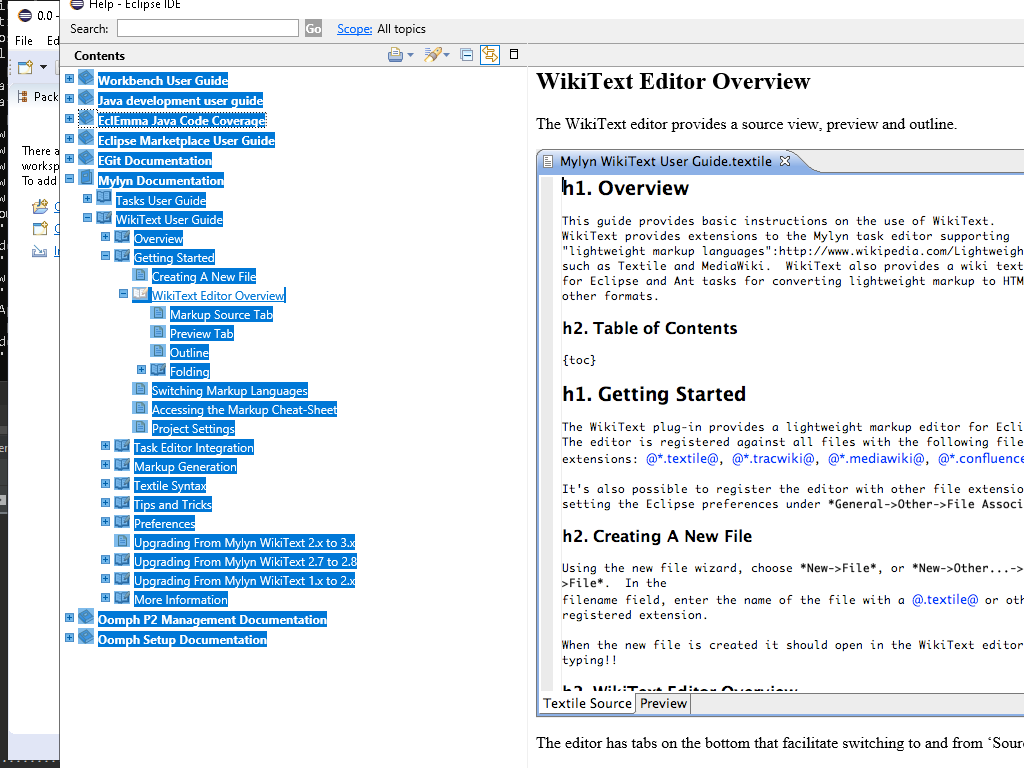 Help - Eclipse IDE
0.0 -
File Ed
Search: Go Scope: All topics
Contents
Pack
There a
worksp
To add
Workbench User Guide
Java development user guide
EclEmma Java Code Coverage
Eclipse Marketplace User Guide
EGit Documentation
Mylyn Documentation
Tasks User Guide
WikiText User Guide
Overview
Getting Started
Creating A New File
WikiText Editor Overview
Markup Source Tab
Preview Tab
Outline
Folding
Switching Markup Languages
Accessing the Markup Cheat-Sheet
Project Settings
Task Editor Integration
Markup Generation
Textile Syntax
Tips and Tricks
Preferences
Upgrading From Mylyn WikiText 2.x to 3.x
Upgrading From Mylyn WikiText 2.7 to 2.8
Upgrading From Mylyn WikiText 1.x to 2.x
More Information
Oomph P2 Management Documentation
Oomph Setup Documentation
WikiText Editor Overview
The WikiText editor provides a source view, preview and outline.
Mylyn WikiText User Guide.textile
h1. Overview
This guide provides basic instructions on the use of WikiText.
WikiText provides extensions to the Mylyn task editor supporting
"lightweight markup languages":http://www.wikipedia.com/Lightweigh
such as Textile and MediaWiki. WikiText also provides a wiki text
for Eclipse and Ant tasks for converting lightweight markup to HTM
other formats.
h2. Table of Contents
{toc}
h1. Getting Started
The WikiText plug-in provides a lightweight markup editor for Ecli
The editor is registered against all files with the following file
extensions: @*.textile@, @*.tracwiki@, @*.mediawiki@, @*.confluence
It's also possible to register the editor with other file extensio
setting the Eclipse preferences under *General->Other->File Associ
h2. Creating A New File
Using the new file wizard, choose *New->File*, or *New->Other...->
>File*. In the
filename field, enter the name of the file with a @.textile@ or oth
registered extension.
When the new file is created it should open in the WikiText editor
typing!!
h2. WikiText Editor Overview
Textile Source Preview
The editor has tabs on the bottom that facilitate switching to and from ‘Sour